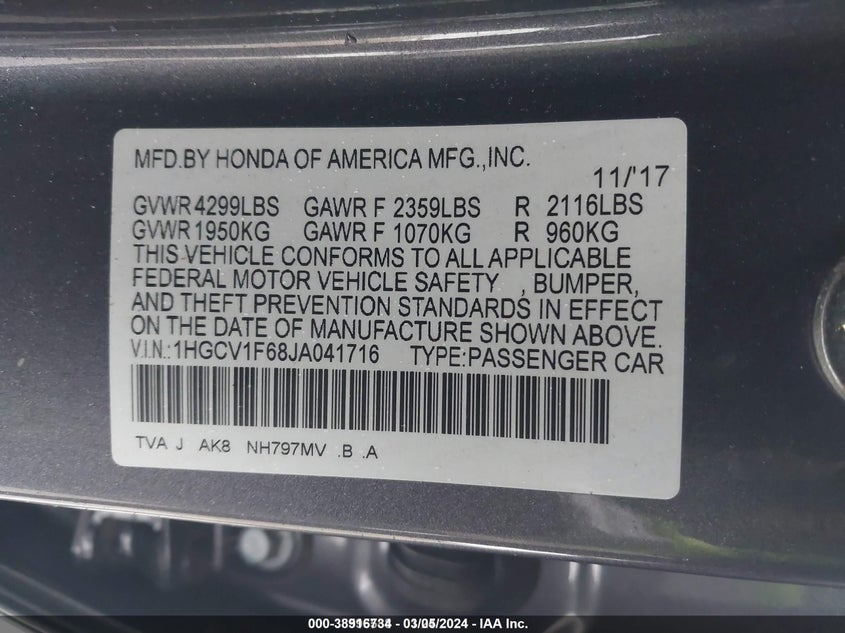 MFD.BY HONDA OF AMERICA MFG.,INC.
11/'17
GVWR 4299LBS GAWR F 2359LBS R 2116LBS
GVWR 1950KG GAWR F 1070KG R 960KG
THIS VEHICLE CONFORMS TO ALL APPLICABLE
FEDERAL MOTOR VEHICLE SAFETY , BUMPER,
AND THEFT PREVENTION STANDARDS IN EFFECT
ON THE DATE OF MANUFACTURE SHOWN ABOVE.
V.I.N.:1HGCV1F68JA041716 TYPE:PASSENGER CAR
TVA J AK8 NH797MV .B .A
- IAA Inc.